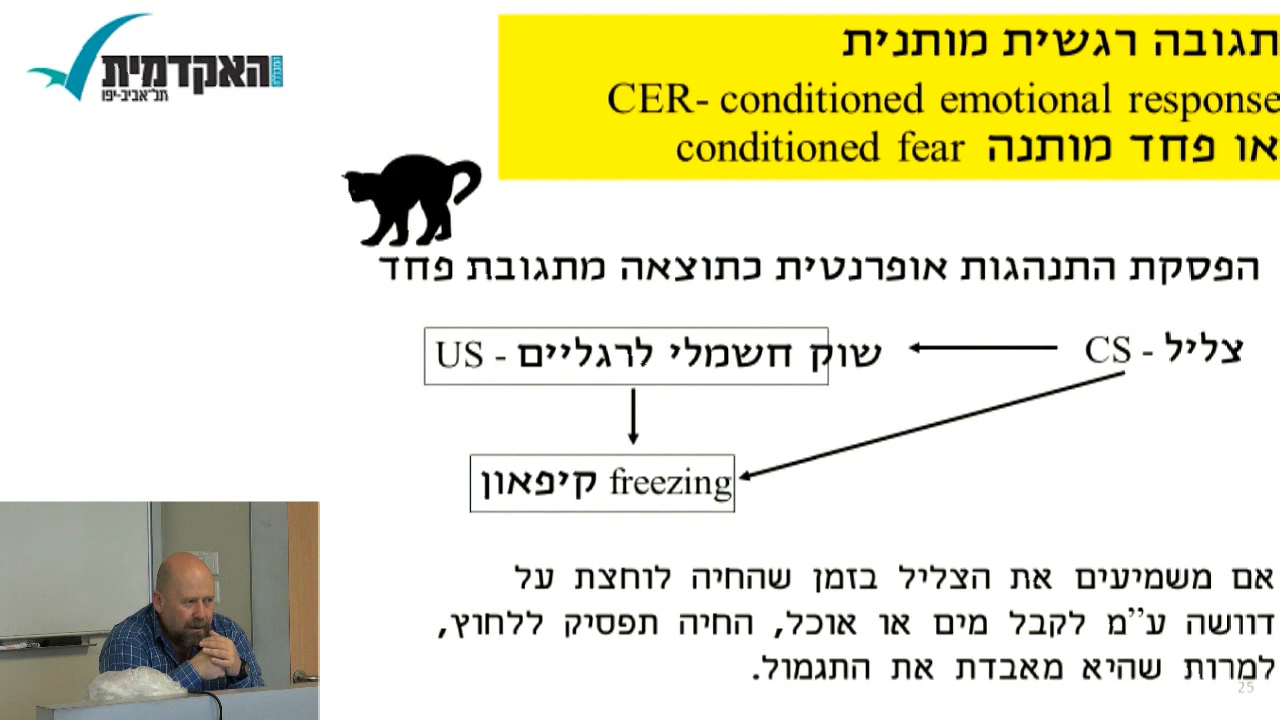 האקדמית
תל־אביב-יפו
תגובה רגשית מותנית
CER- conditioned emotional response
או פחד מותנה conditioned fear
הפסקת התנהגות אופרנטית כתוצאה מתגובת פחד
צליל - CS
שוק חשמלי לרגליים - US
קיפאון freezing
אם משמיעים את הצליל בזמן שהחיה לוחצת על
דוושה ע”מ לקבל מים או אוכל, החיה תפסיק ללחוץ,
למרות שהיא מאבדת את התגמול.
25